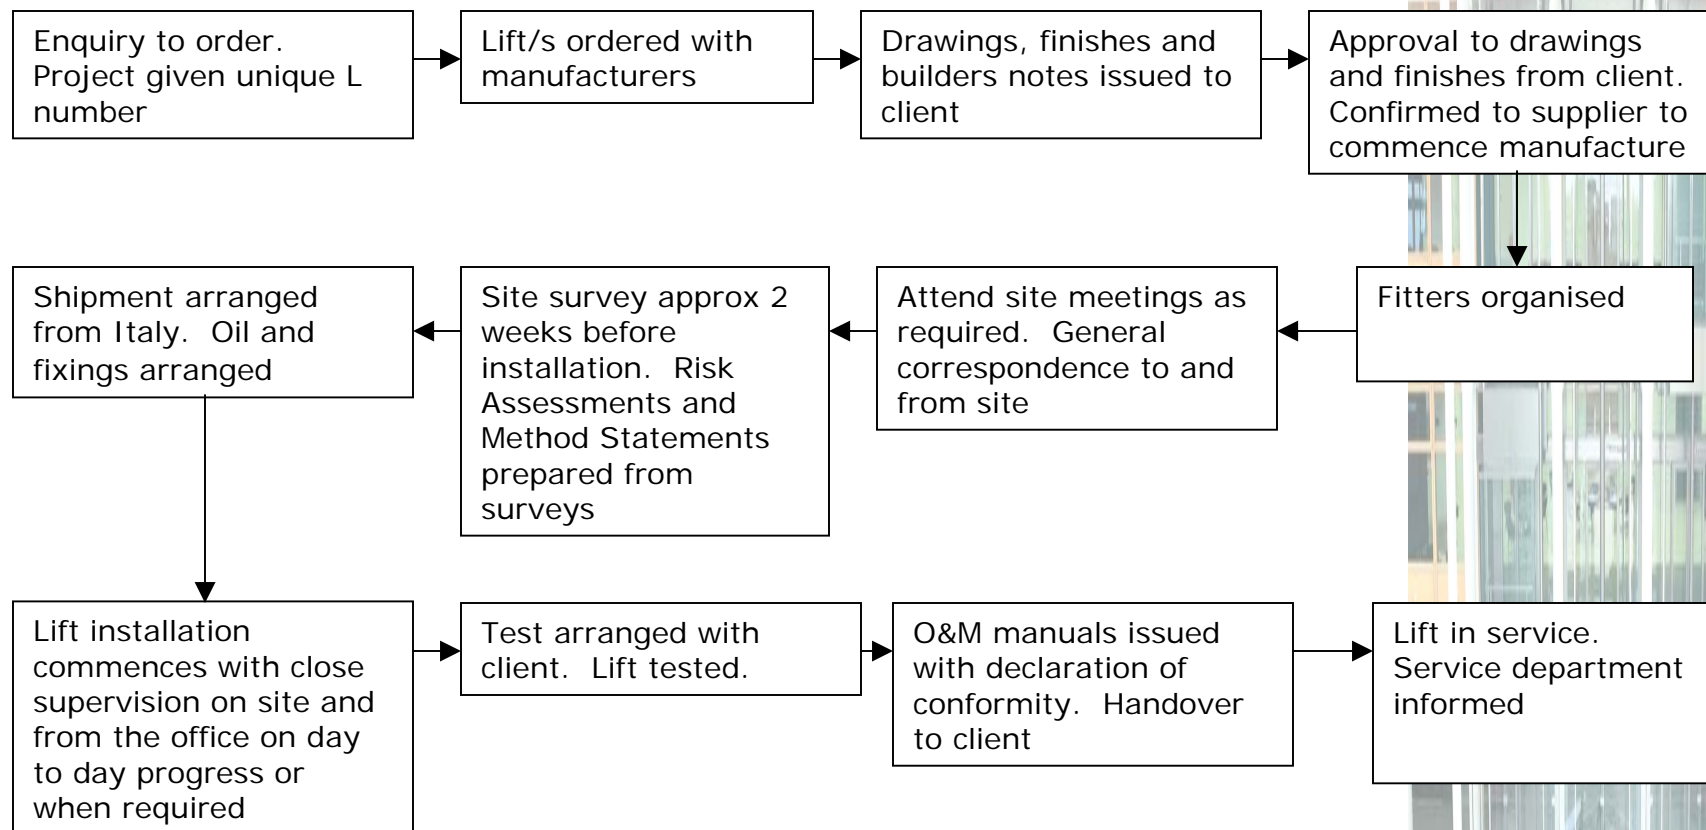 Enquiry to order.
Project given unique L
number
Lift/s ordered with
manufacturers
Drawings, finishes and
builders notes issued to
client
Approval to drawings
and finishes from client.
Confirmed to supplier to
commence manufacture
Fitters organised
Attend site meetings as
required. General
correspondence to and
from site
Site survey approx 2
weeks before
installation. Risk
Assessments and
Method Statements
prepared from
surveys
Shipment arranged
from Italy. Oil and
fixings arranged
Lift installation
commences with close
supervision on site and
from the office on day
to day progress or
when required
Test arranged with
client. Lift tested.
O&M manuals issued
with declaration of
conformity. Handover
to client
Lift in service.
Service department
informed